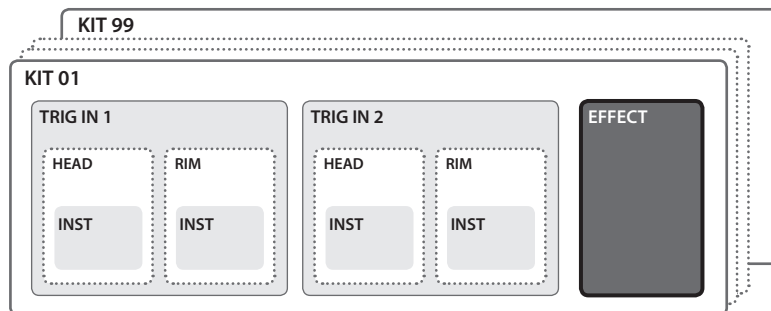 KIT 99
KIT 01
TRIG IN 1
HEAD
RIM
INST
INST
TRIG IN 2
HEAD
RIM
INST
INST
EFFECT